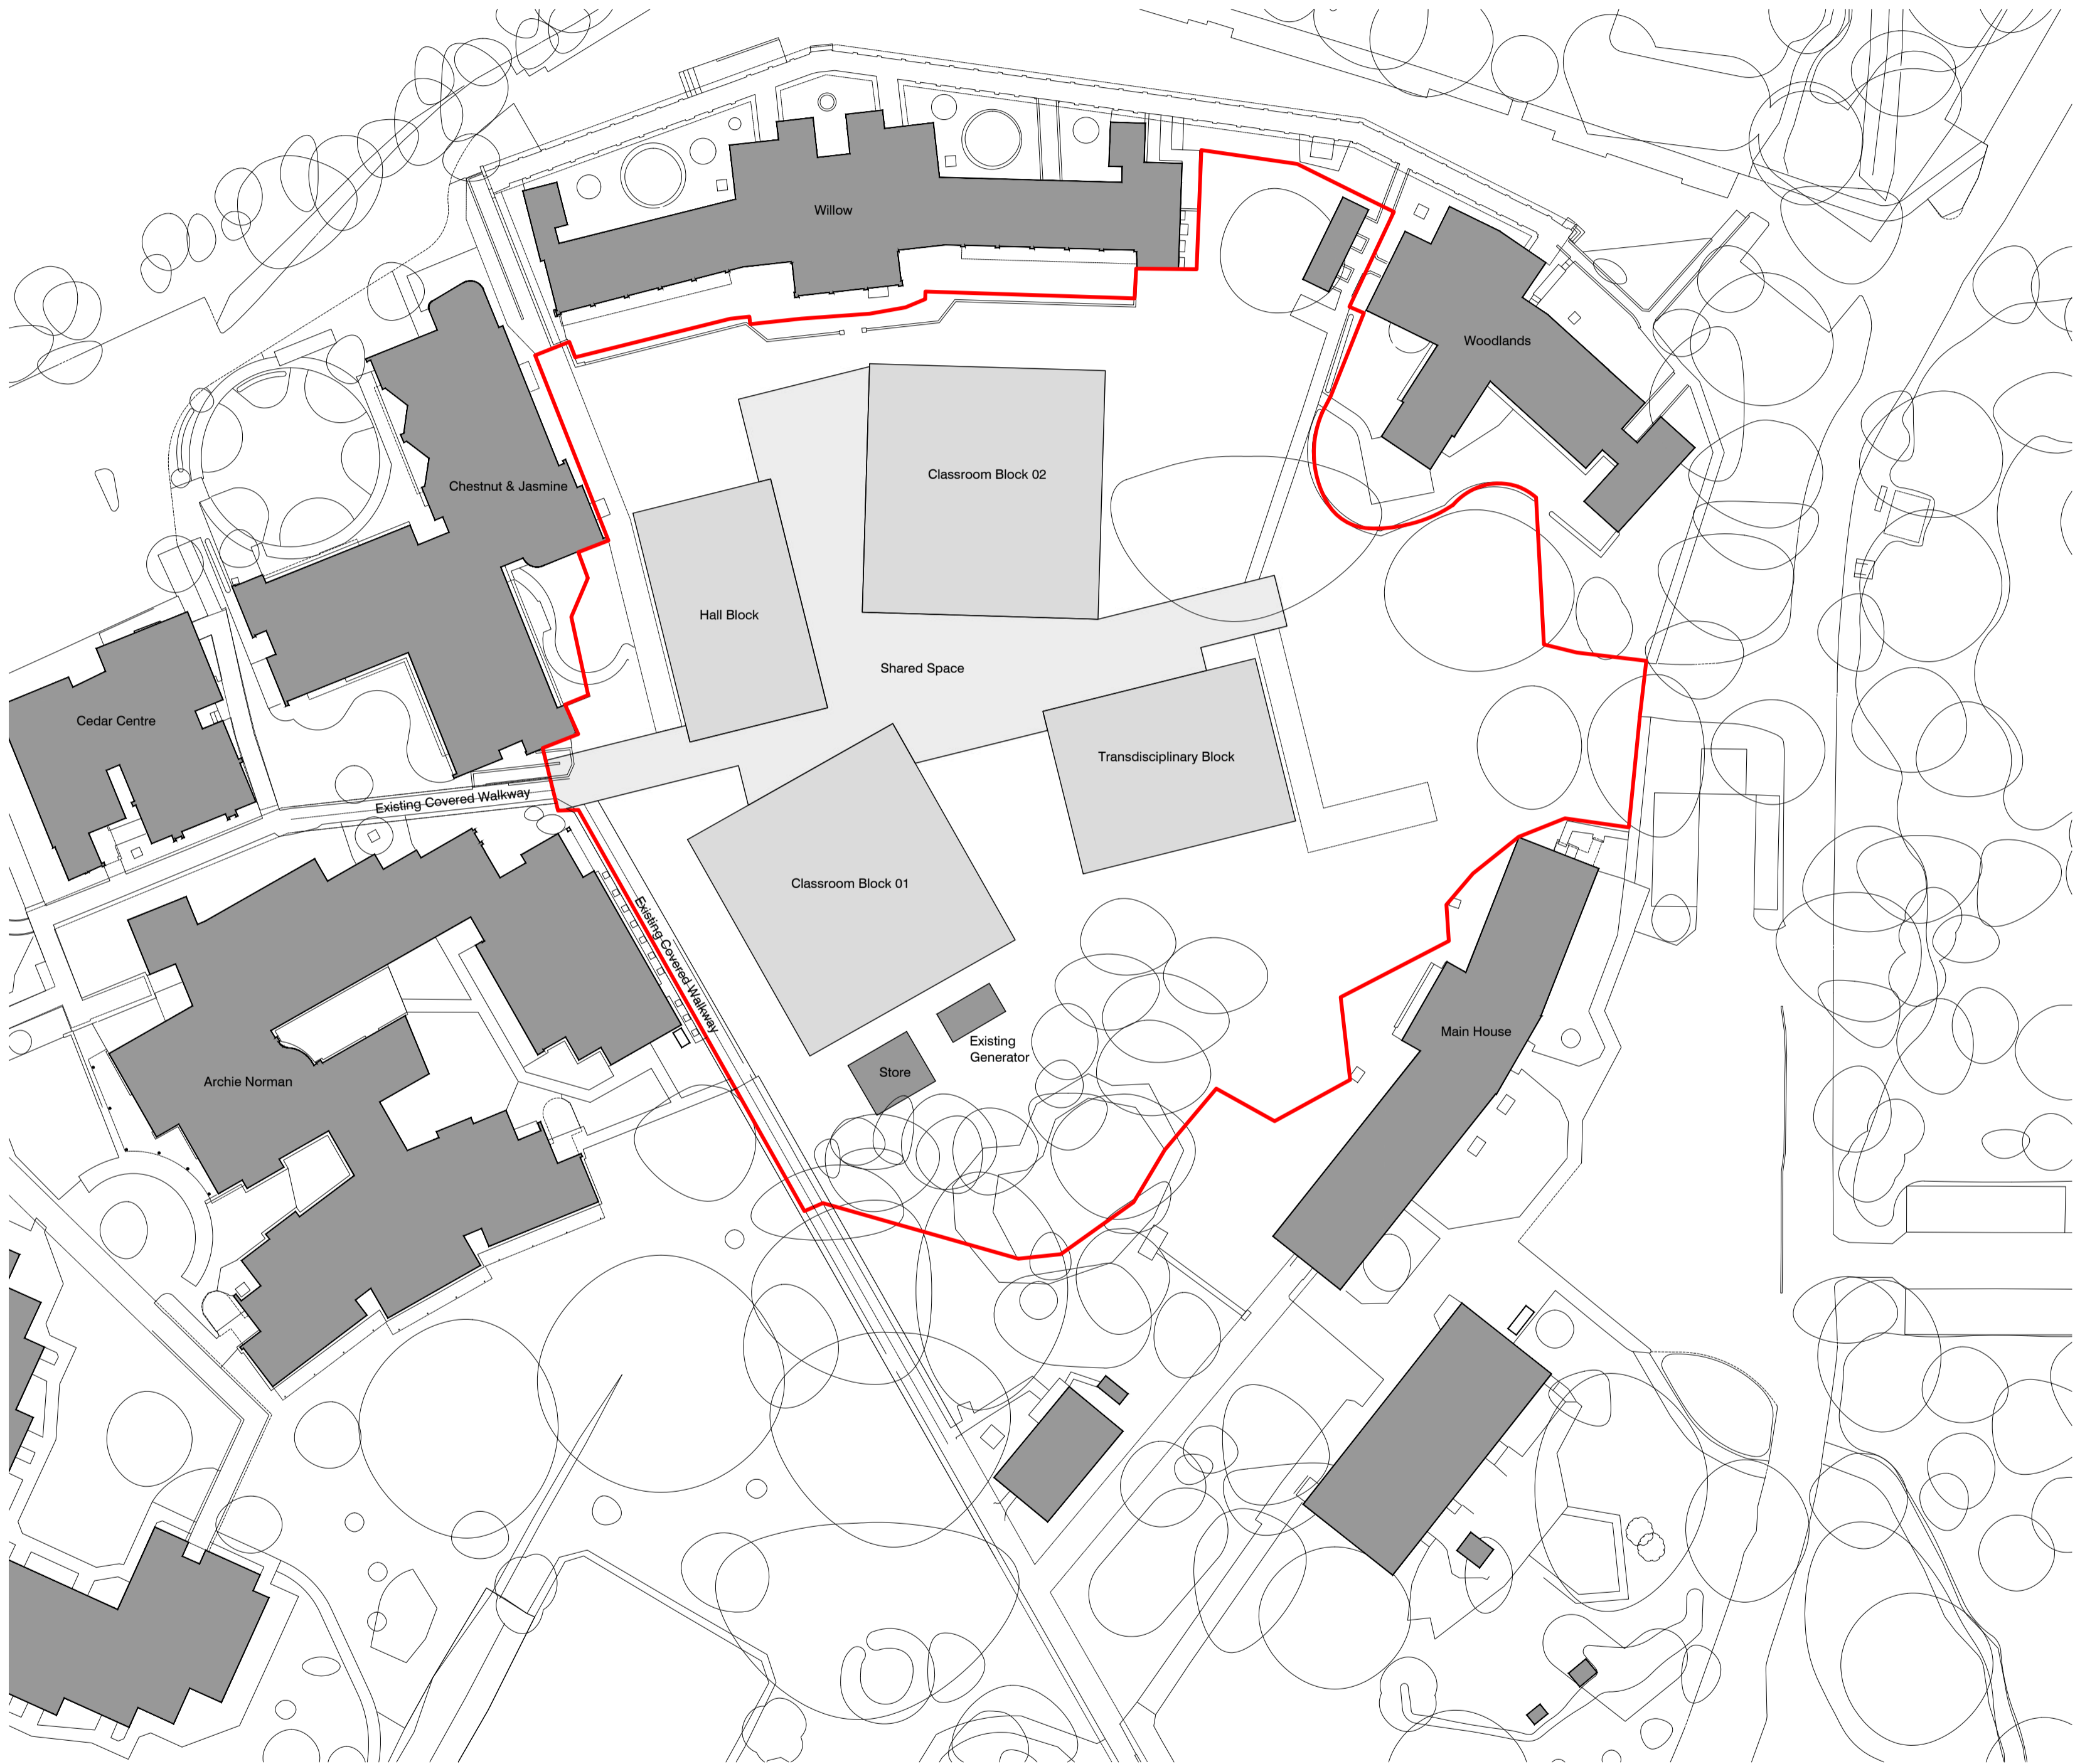 Willow
Woodlands
Classroom Block 02
Chestnut & Jasmine
Hall Block
Shared Space
Cedar Centre
Transdisciplinary Block
Existing Covered Walkway
Classroom Block 01
Existing Covered Walkway
Main House
Existing
Generator
Store
Archie Norman